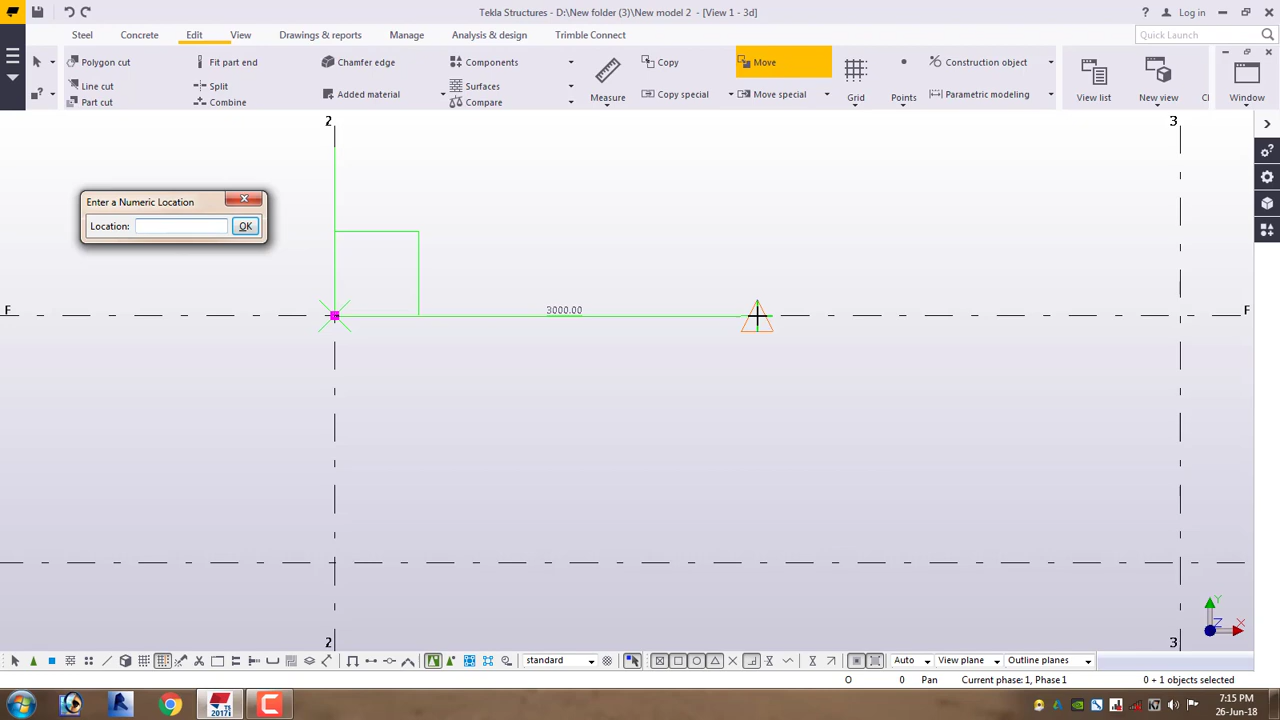 Tekla Structures - D:\New folder (3)\New model 2 - [View 1 - 3d]
? Log in
Steel Concrete Edit View Drawings & reports Manage Analysis & design Trimble Connect Quick Launch
Polygon cut Fit part end Chamfer edge Components Copy Move Construction object
Line cut Split Surfaces
Added material Copy special Move special Parametric modeling
Part cut Combine Compare
Measure Grid Points View list New view Window
2 3
Enter a Numeric Location
Location: OK
F 3000.00 F
Y
Z X
2 3
standard Auto View plane Outline planes
O 0 Pan Current phase: 1, Phase 1 0 + 1 objects selected
2017i
7:15 PM
26-Jun-18